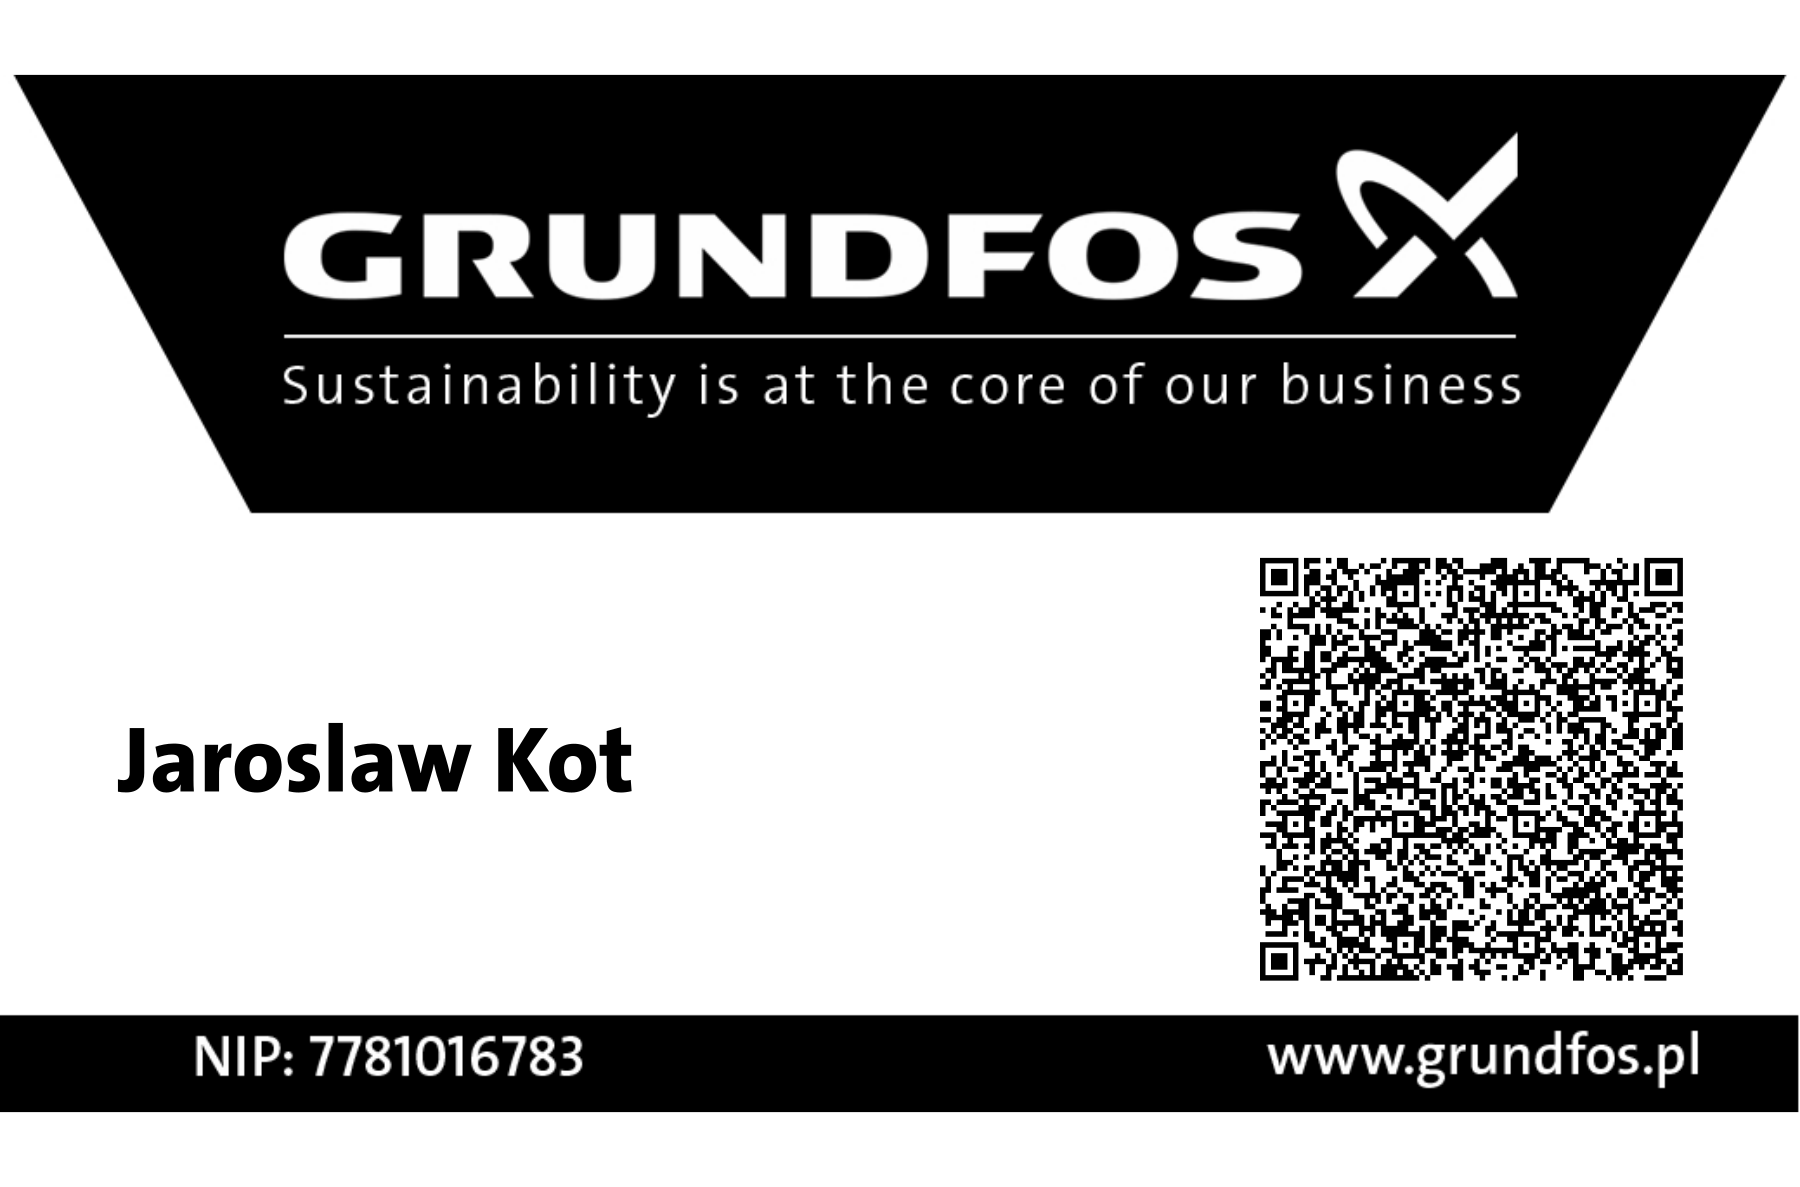 GRUNDFOS
Sustainability is at the core of our business
Jaroslaw Kot
NIP: 7781016783
www.grundfos.pl